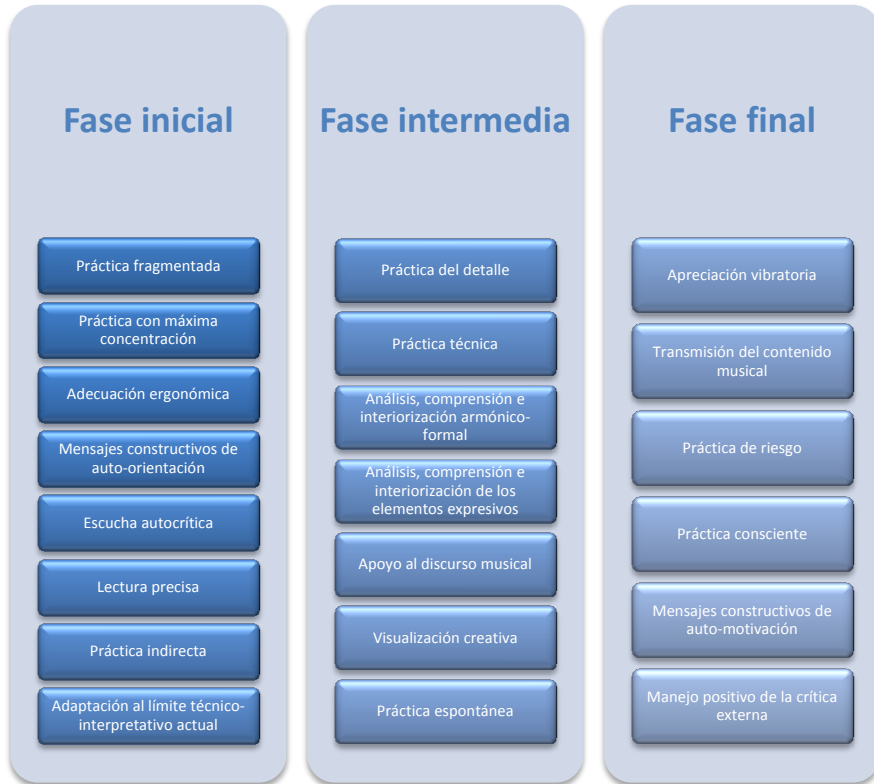 Fase inicial
Práctica fragmentada
Práctica con máxima
concentración
Adecuación ergonómica
Mensajes constructivos de
auto-orientación
Escucha autocrítica
Lectura precisa
Práctica indirecta
Adaptación al límite técnico-
interpretativo actual
Fase intermedia
Práctica del detalle
Práctica técnica
Análisis, comprensión e
interiorización armónico-
formal
Análisis, comprensión e
interiorización de los
elementos expresivos
Apoyo al discurso musical
Visualización creativa
Práctica espontánea
Fase final
Apreciación vibratoria
Transmisión del contenido
musical
Práctica de riesgo
Práctica consciente
Mensajes constructivos de
auto-motivación
Manejo positivo de la crítica
externa